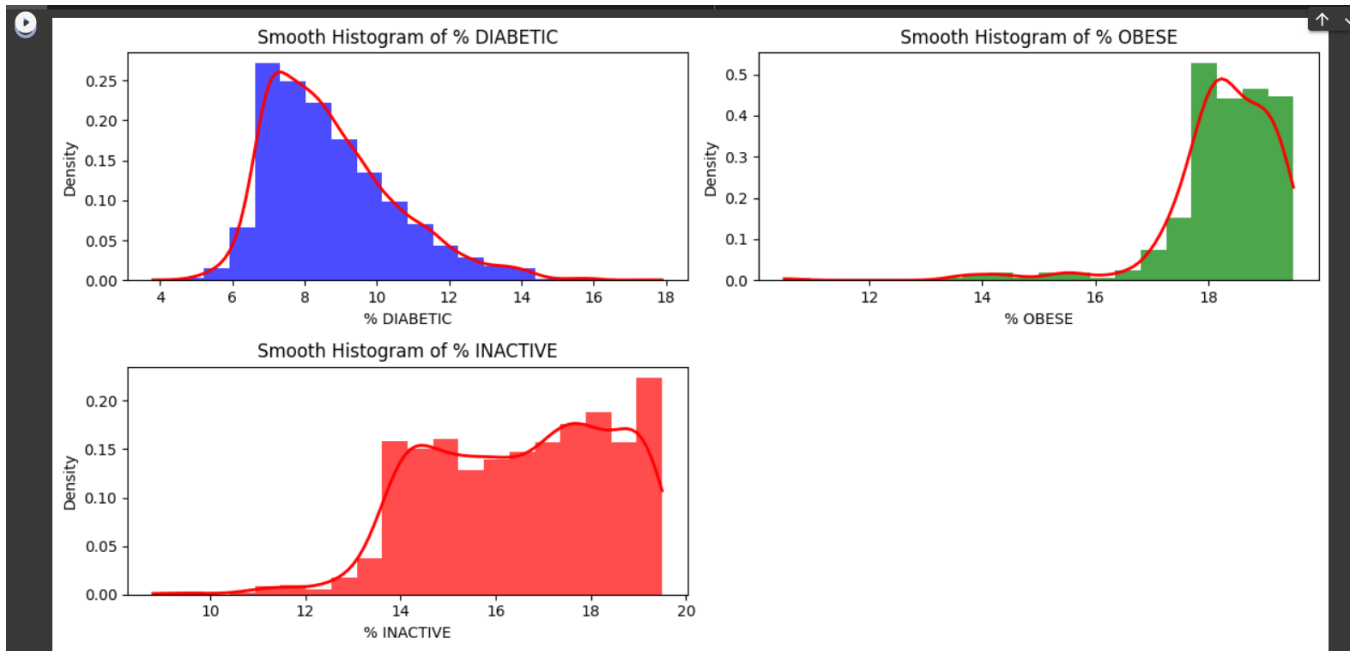 Smooth Histogram of % DIABETIC
0.25
0.20
0.15
0.10
0.05
0.00
Density
4 6 8 10 12 14 16 18
% DIABETIC
Smooth Histogram of % OBESE
0.5
0.4
0.3
0.2
0.1
0.0
Density
12 14 16 18
% OBESE
Smooth Histogram of % INACTIVE
0.20
0.15
0.10
0.05
0.00
Density
10 12 14 16 18 20
% INACTIVE